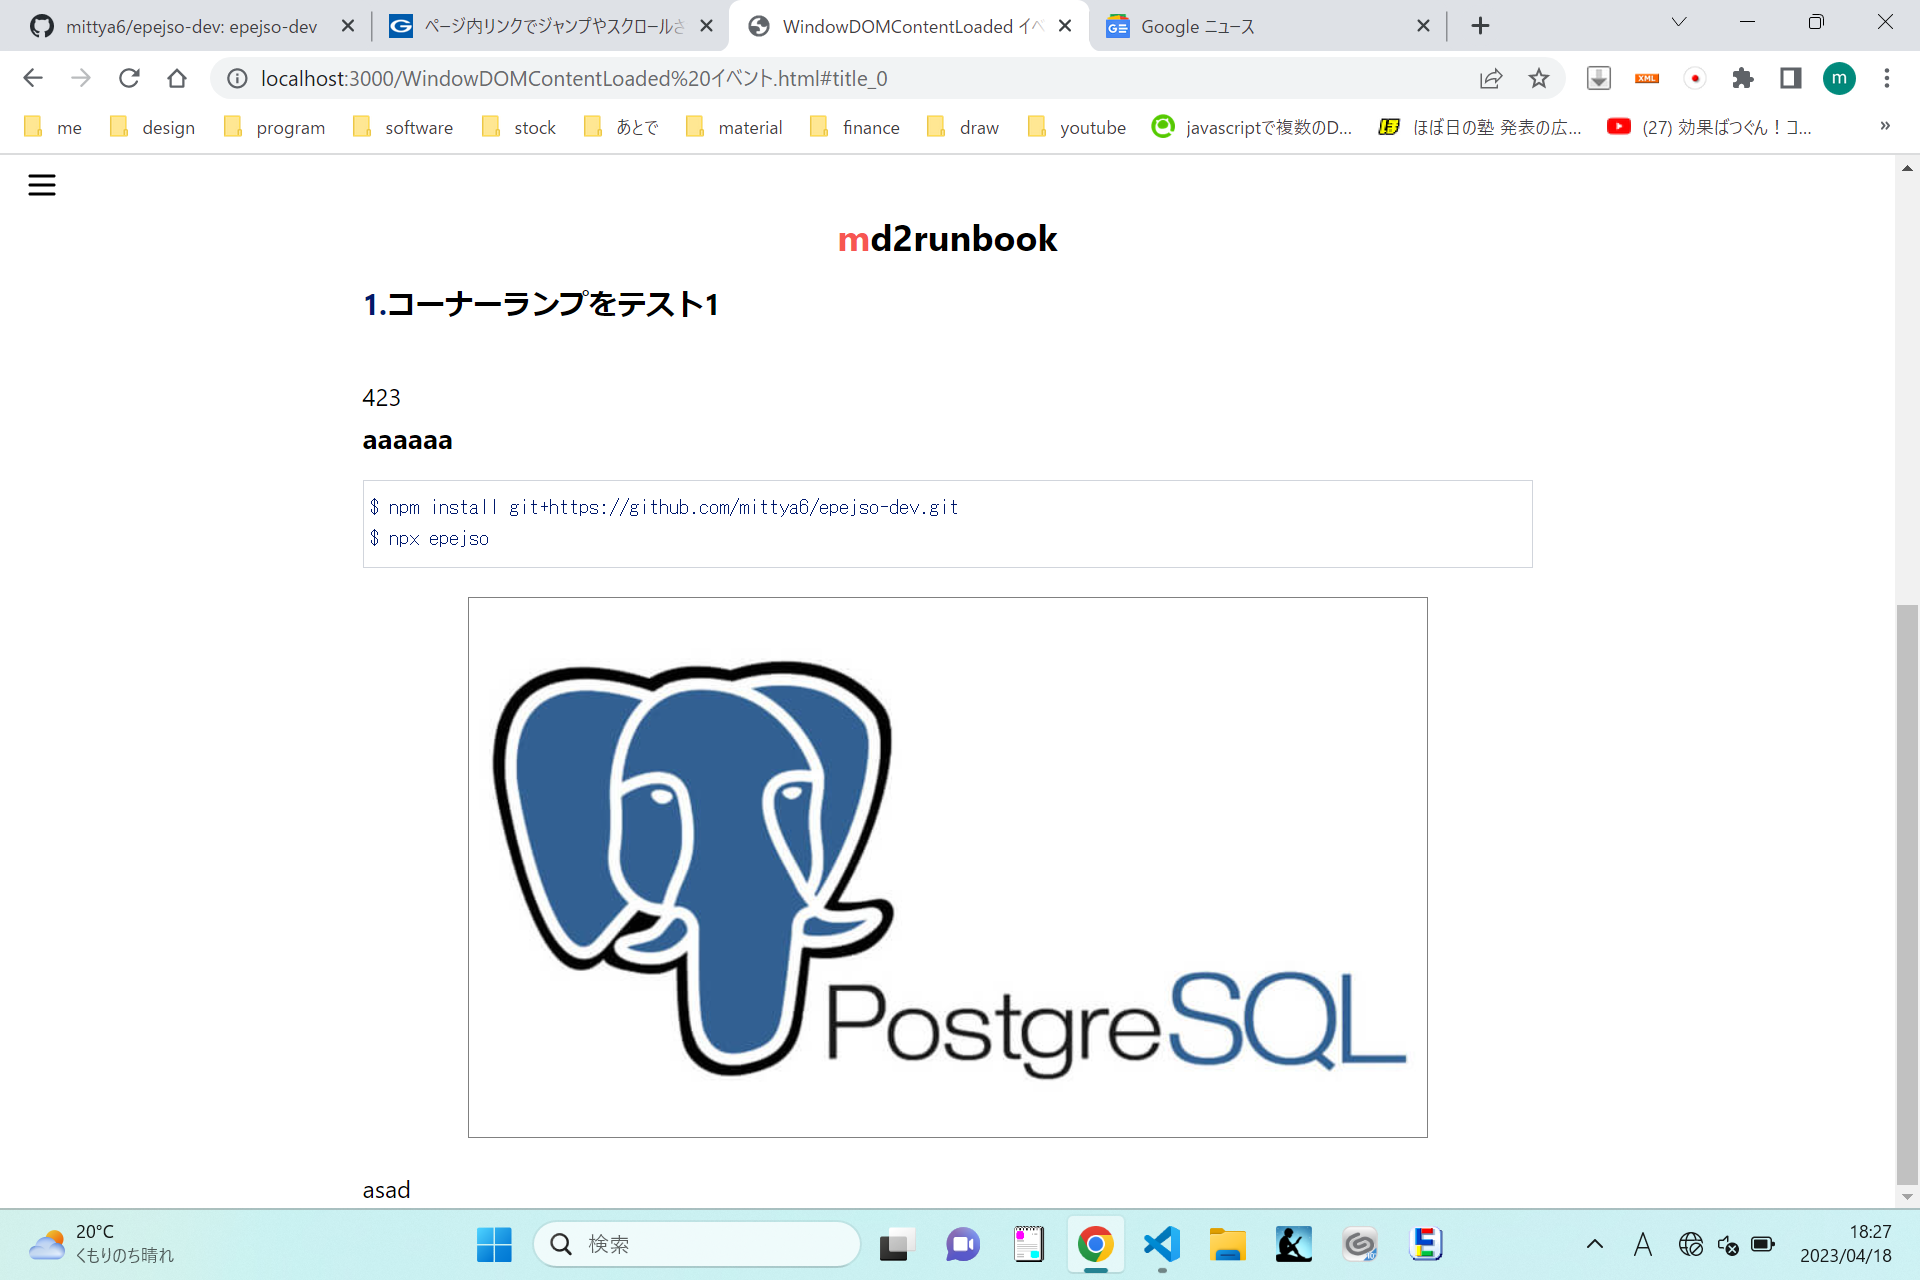 mittya6/epejso-dev: epejso-dev
ページ内リンクでジャンプやスクロールさ
WindowDOMContentLoaded イベ
Google ニュース
localhost:3000/WindowDOMContentLoaded%20イベント.html#title_0
XML
m
me
design
program
software
stock
あとで
material
finance
draw
youtube
javascriptで複数のD...
ほぼ日の塾 発表の広...
(27) 効果ばつぐん！コ...
»
md2runbook
1.コーナーランプをテスト1
423
aaaaaa
$ npm install git+https://github.com/mittya6/epejso-dev.git
$ npx epejso
PostgreSQL
asad
20°C
くもりのち晴れ
検索
A
18:27
2023/04/18